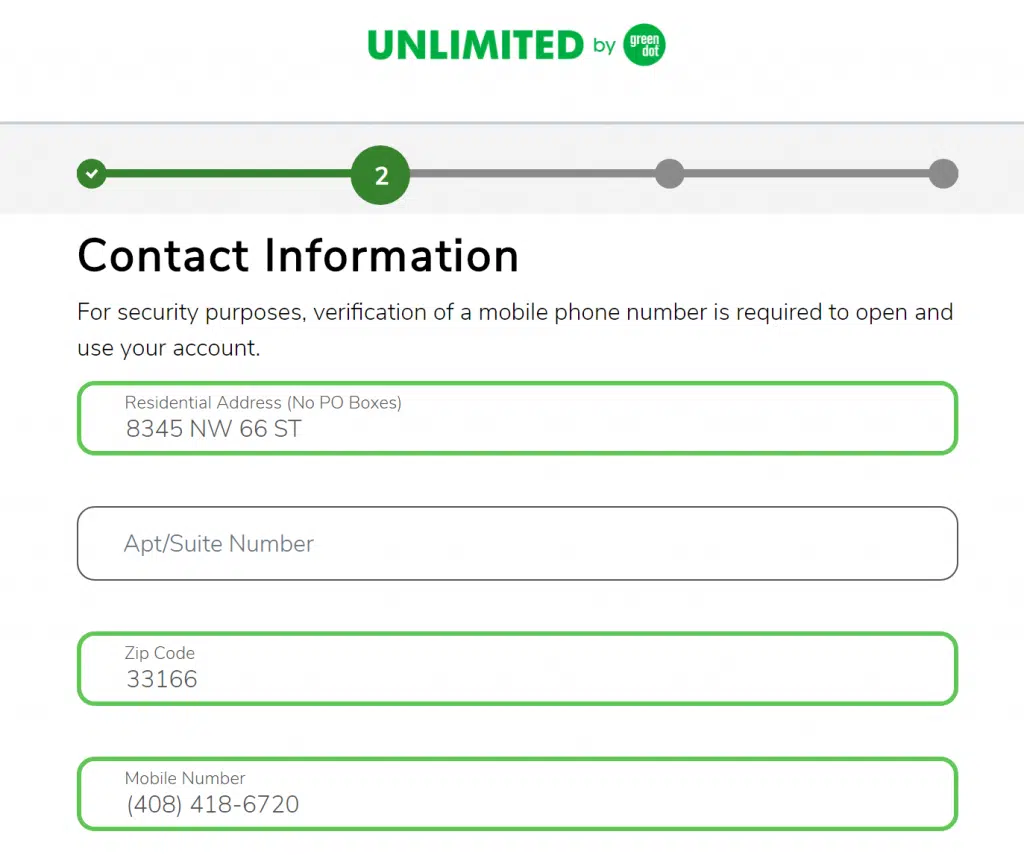 UNLIMITED by green dot
2
Contact Information
For security purposes, verification of a mobile phone number is required to open and
use your account.
Residential Address (No PO Boxes)
8345 NW 66 ST
Apt/Suite Number
Zip Code
33166
Mobile Number
(408) 418-6720